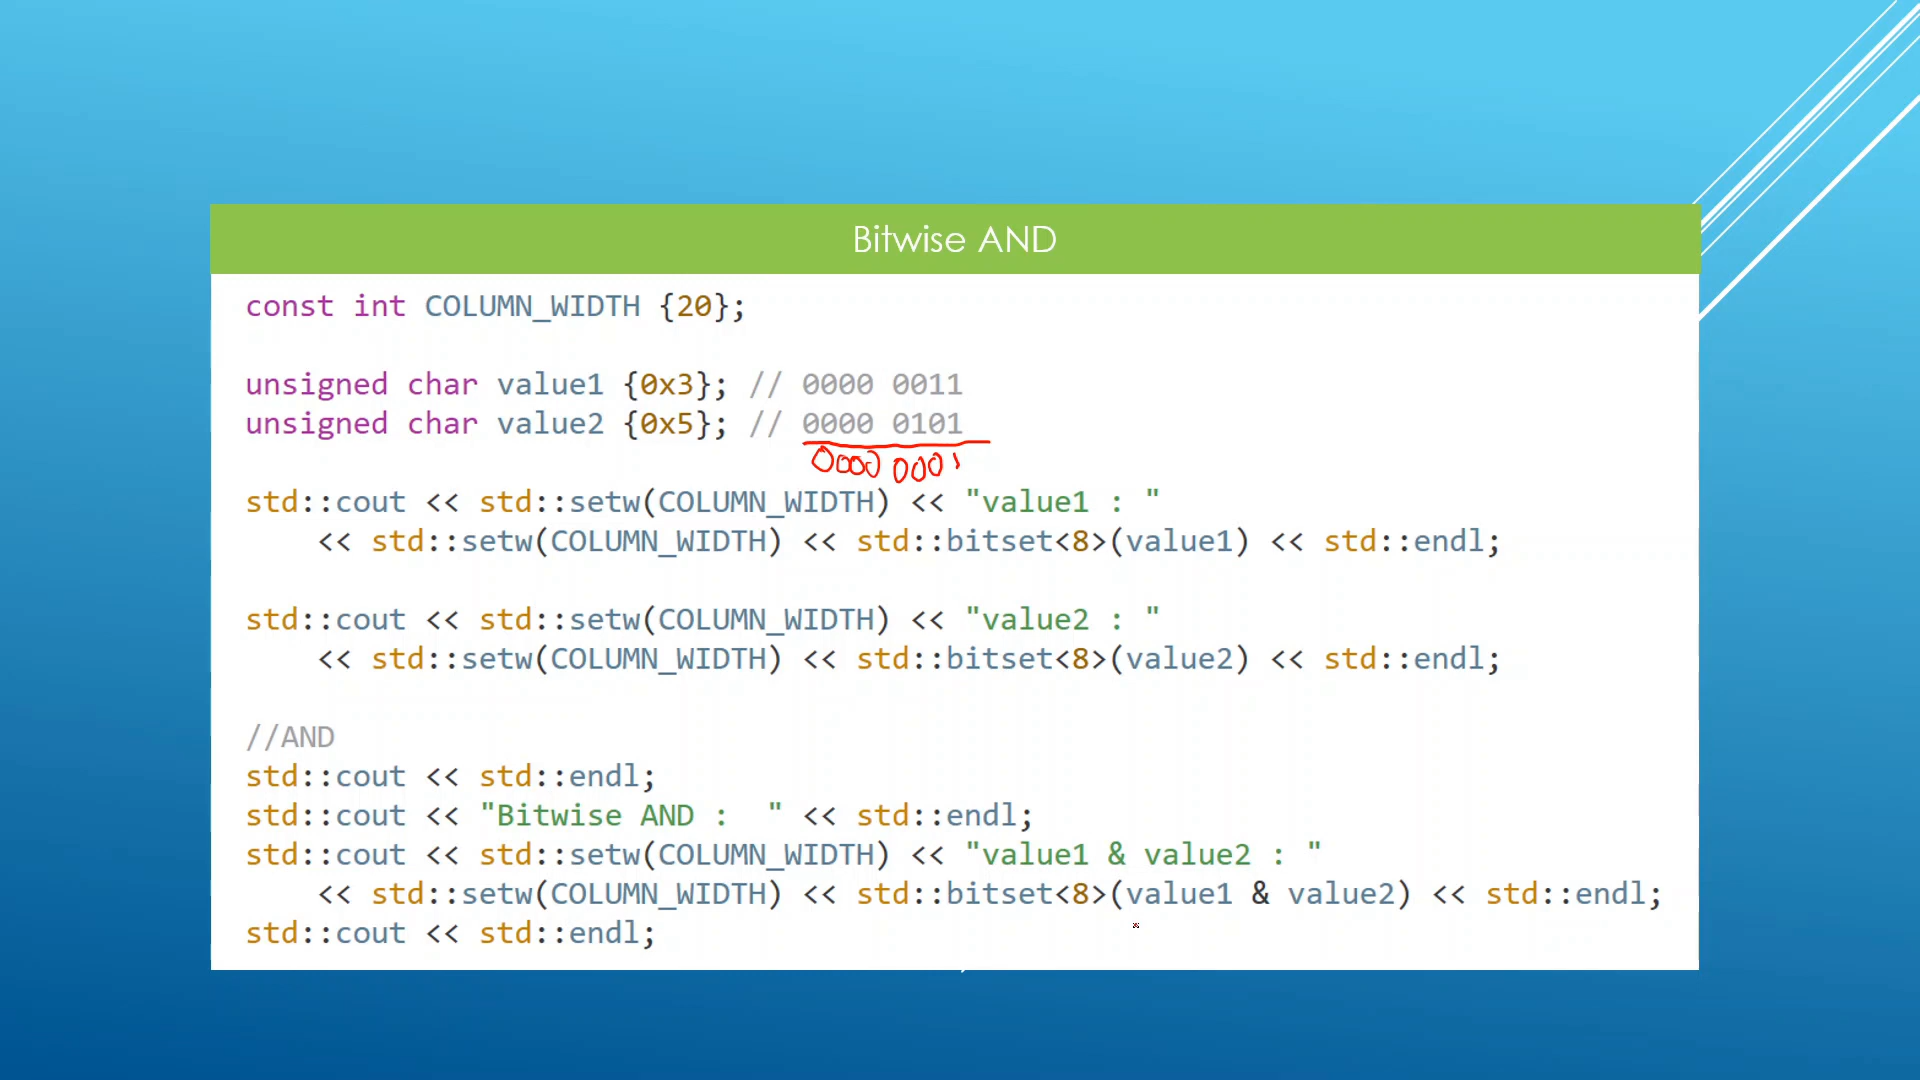 Bitwise AND
const int COLUMN_WIDTH {20};
unsigned char value1 {0x3}; // 0000 0011
unsigned char value2 {0x5}; // 0000 0101
0000 0001
std::cout << std::setw(COLUMN_WIDTH) << "value1 : "
<< std::setw(COLUMN_WIDTH) << std::bitset<8>(value1) << std::endl;
std::cout << std::setw(COLUMN_WIDTH) << "value2 : "
<< std::setw(COLUMN_WIDTH) << std::bitset<8>(value2) << std::endl;
//AND
std::cout << std::endl;
std::cout << "Bitwise AND :  " << std::endl;
std::cout << std::setw(COLUMN_WIDTH) << "value1 & value2 : "
<< std::setw(COLUMN_WIDTH) << std::bitset<8>(value1 & value2) << std::endl;
std::cout << std::endl;